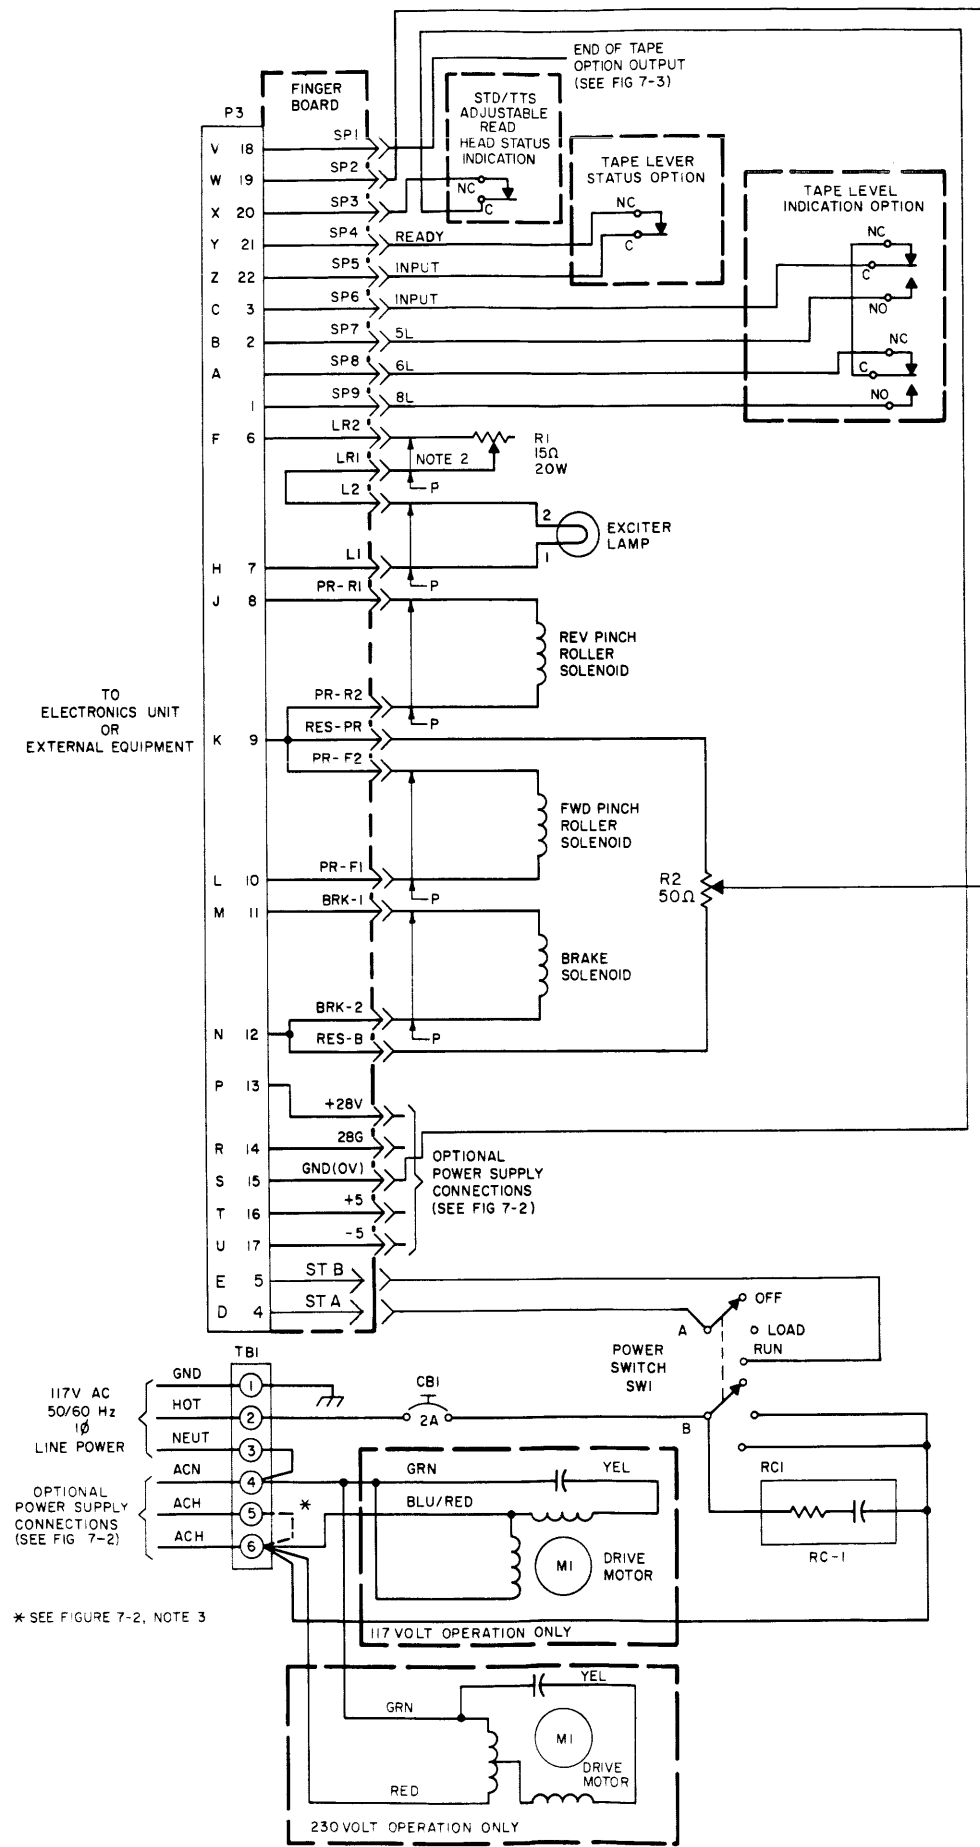 END OF TAPE
OPTION OUTPUT
(SEE FIG 7-3)
FINGER
BOARD
P3
STD/TTS
ADJUSTABLE
READ
HEAD STATUS
INDICATION
NC
C
TAPE LEVER
STATUS OPTION
NC
C
TAPE LEVEL
INDICATION OPTION
NC
C
NO
NC
C
NO
V 18 SP1
W 19 SP2
X 20 SP3
Y 21 SP4 READY
Z 22 SP5 INPUT
C 3 SP6 INPUT
B 2 SP7 5L
A SP8 6L
1 SP9 8L
F 6 LR2
R1
15Ω
20W
LR1 NOTE 2
P
L2
2
EXCITER
LAMP
1
H 7 L1
P
J 8 PR-R1
REV PINCH
ROLLER
SOLENOID
PR-R2
P
TO
ELECTRONICS UNIT
OR
EXTERNAL EQUIPMENT
K 9 RES-PR
PR-F2
FWD PINCH
ROLLER
SOLENOID
L 10 PR-F1
P
R2
50Ω
M 11 BRK-1
BRAKE
SOLENOID
BRK-2
P
N 12 RES-B
P 13 +28V
R 14 28G
S 15 GND(0V)
T 16 +5
U 17 -5
OPTIONAL
POWER SUPPLY
CONNECTIONS
(SEE FIG 7-2)
E 5 ST B
D 4 ST A
OFF
A
LOAD
RUN
POWER
SWITCH
SW1
B
TB1
117V AC
50/60 Hz
1Ø
LINE POWER
GND 1
HOT 2
NEUT 3
CB1
2A
OPTIONAL
POWER SUPPLY
CONNECTIONS
(SEE FIG 7-2)
ACN 4
ACH 5
*
ACH 6
GRN
YEL
BLU/RED
M1
DRIVE
MOTOR
117 VOLT OPERATION ONLY
RC1
RC-1
* SEE FIGURE 7-2, NOTE 3
YEL
GRN
M1
DRIVE
MOTOR
RED
230 VOLT OPERATION ONLY